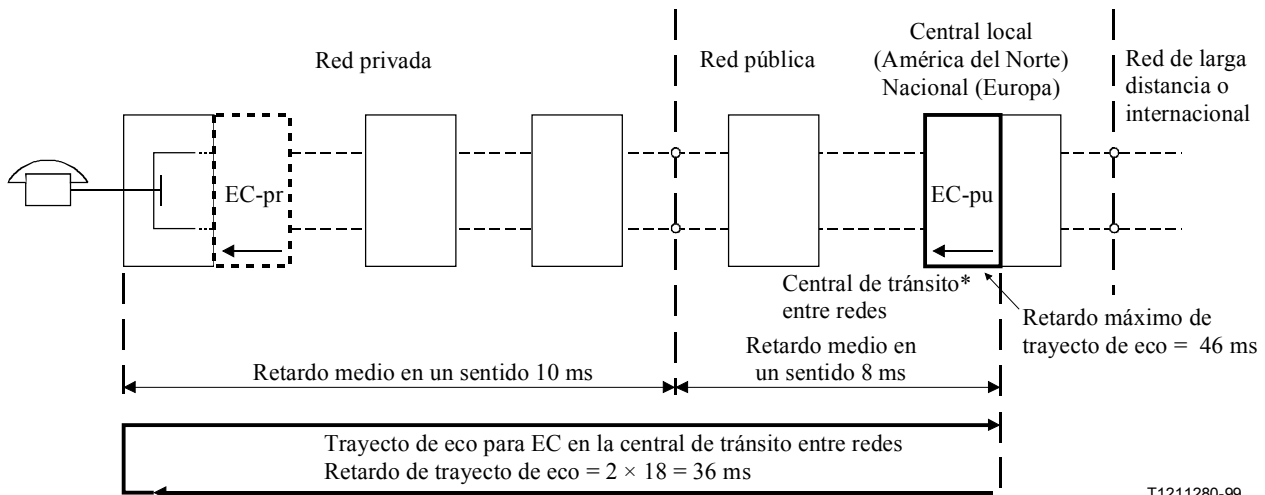 Red privada
Red pública
Central local
(América del Norte)
Nacional (Europa)
Red de larga
distancia o
internacional
EC-pr
EC-pu
Central de tránsito*
entre redes
Retardo máximo de
trayecto de eco = 46 ms
Retardo medio en un sentido 10 ms
Retardo medio en
un sentido 8 ms
Trayecto de eco para EC en la central de tránsito entre redes
Retardo de trayecto de eco = 2 × 18 = 36 ms
T1211280-99